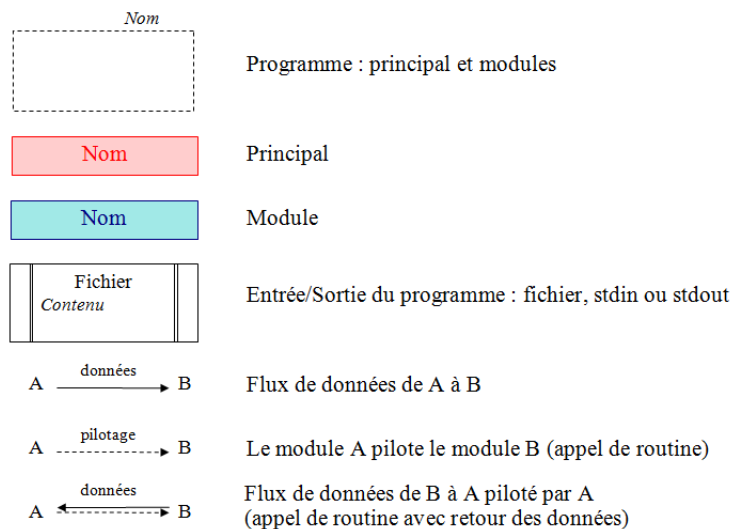 Nom
Programme : principal et modules
Nom
Principal
Nom
Module
Fichier
Contenu
Entrée/Sortie du programme : fichier, stdin ou stdout
données
A B
Flux de données de A à B
pilotage
A B
Le module A pilote le module B (appel de routine)
données
A B
Flux de données de B à A piloté par A
(appel de routine avec retour des données)